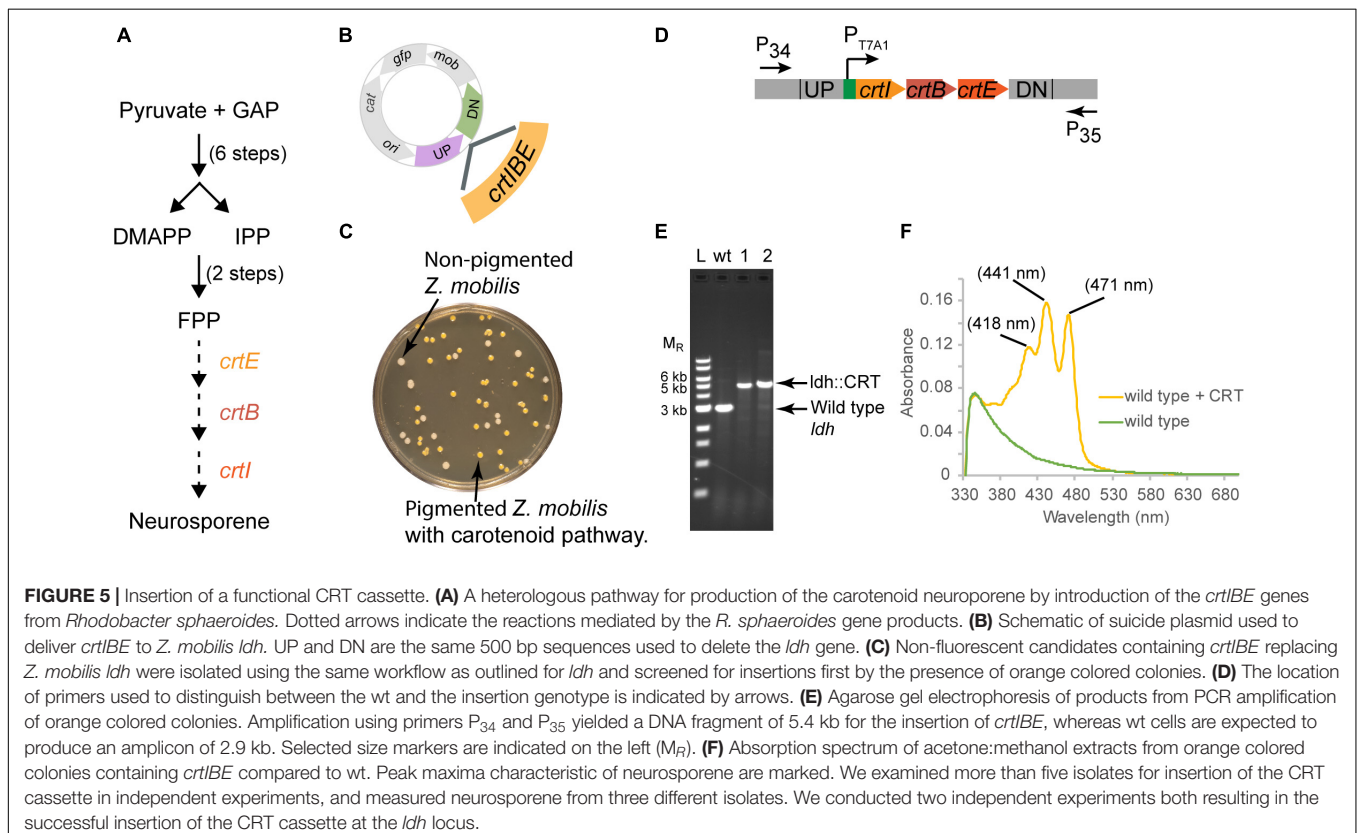 A
Pyruvate + GAP
(6 steps)
DMAPP IPP
(2 steps)
FPP
crtE
crtB
crtI
Neurosporene
B
gfp
mob
cat
DN
ori
UP
crtIBE
C
Non-pigmented
Z. mobilis
Pigmented Z. mobilis
with carotenoid pathway.
D
P34
PT7A1
UP crtI crtB crtE DN
P35
E
L wt 1 2
MR
6 kb
5 kb
3 kb
ldh::CRT
Wild type
ldh
F
(441 nm)
(471 nm)
(418 nm)
0.16
0.12
0.08
0.04
0
Absorbance
wild type + CRT
wild type
330 380 430 480 530 580 630 680
Wavelength (nm)
FIGURE 5 | Insertion of a functional CRT cassette. (A) A heterologous pathway for production of the carotenoid neuroporene by introduction of the crtIBE genes
from Rhodobacter sphaeroides. Dotted arrows indicate the reactions mediated by the R. sphaeroides gene products. (B) Schematic of suicide plasmid used to
deliver crtIBE to Z. mobilis ldh. UP and DN are the same 500 bp sequences used to delete the ldh gene. (C) Non-fluorescent candidates containing crtIBE replacing
Z. mobilis ldh were isolated using the same workflow as outlined for ldh and screened for insertions first by the presence of orange colored colonies. (D) The location
of primers used to distinguish between the wt and the insertion genotype is indicated by arrows. (E) Agarose gel electrophoresis of products from PCR amplification
of orange colored colonies. Amplification using primers P34 and P35 yielded a DNA fragment of 5.4 kb for the insertion of crtIBE, whereas wt cells are expected to
produce an amplicon of 2.9 kb. Selected size markers are indicated on the left (MR). (F) Absorption spectrum of acetone:methanol extracts from orange colored
colonies containing crtIBE compared to wt. Peak maxima characteristic of neurosporene are marked. We examined more than five isolates for insertion of the CRT
cassette in independent experiments, and measured neurosporene from three different isolates. We conducted two independent experiments both resulting in the
successful insertion of the CRT cassette at the ldh locus.